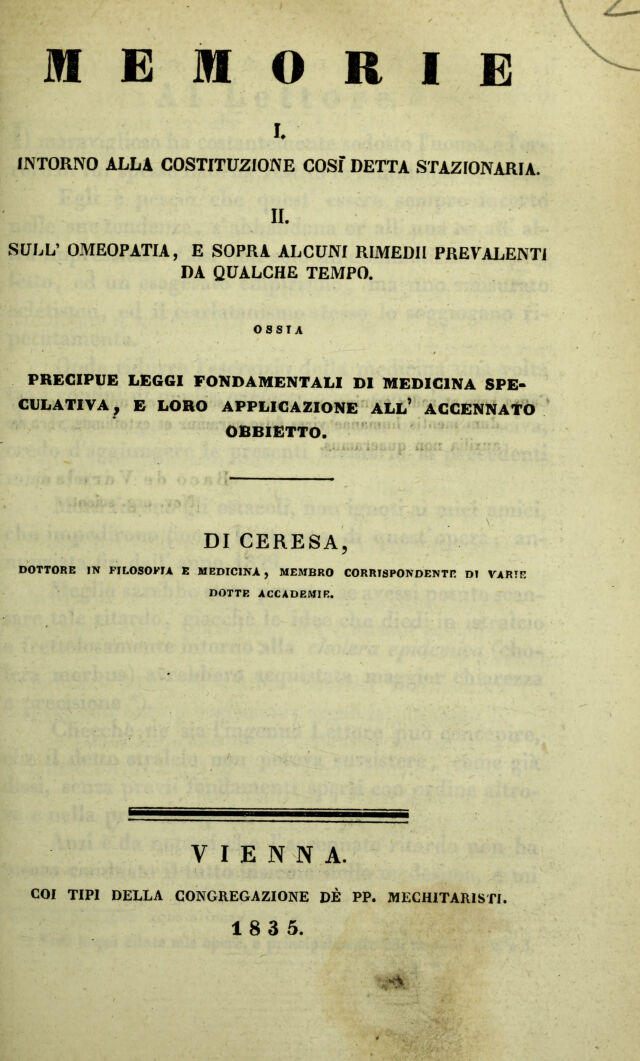 MEMORIE
I.
INTORNO ALLA COSTITUZIONE COSÌ DETTA STAZIONARIA.
II.
SULL' OMEOPATIA, E SOPRA ALCUNI RIMEDII PREVALENTI
DA QUALCHE TEMPO.
OSSIA
PRECIPUE LEGGI FONDAMENTALI DI MEDICINA SPE-
CULATIVA, E LORO APPLICAZIONE ALL' ACCENNATO
OBBIETTO.
DI CERESA,
DOTTORE IN FILOSOFIA E MEDICINA, MEMBRO CORRISPONDENTE DI VARIE
DOTTE ACCADEMIE.
VIENNA.
COI TIPI DELLA CONGREGAZIONE DÈ PP. MECHITARISTI.
1835.